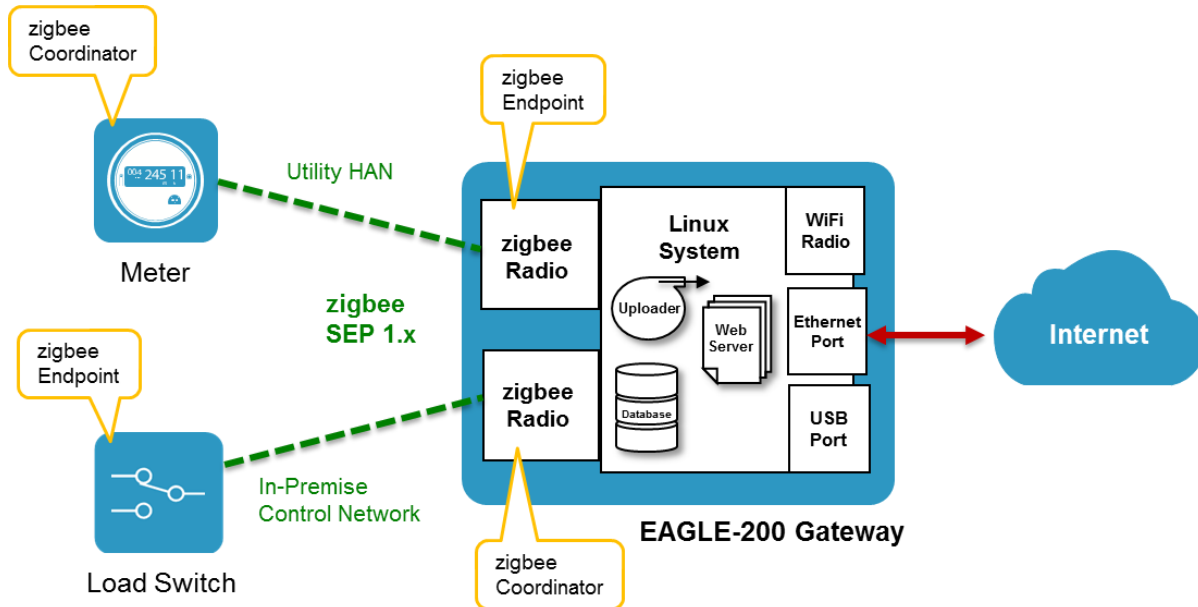 zigbee
Coordinator
zigbee
Endpoint
Utility HAN
004 245 11
Meter
zigbee
Radio
Linux
System
WiFi
Radio
Uploader
Web
Server
Ethernet
Port
Internet
zigbee
SEP 1.x
zigbee
Endpoint
zigbee
Radio
Database
USB
Port
In-Premise
Control Network
EAGLE-200 Gateway
zigbee
Coordinator
Load Switch